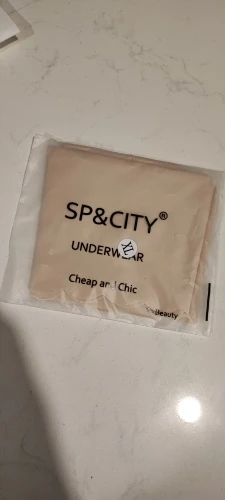 SP&CITY®
UNDERWEAR
XL
Cheap and Chic
Beauty